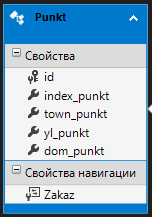 Punkt
Свойства
id
index_punkt
town_punkt
yl_punkt
dom_punkt
Свойства навигации
Zakaz